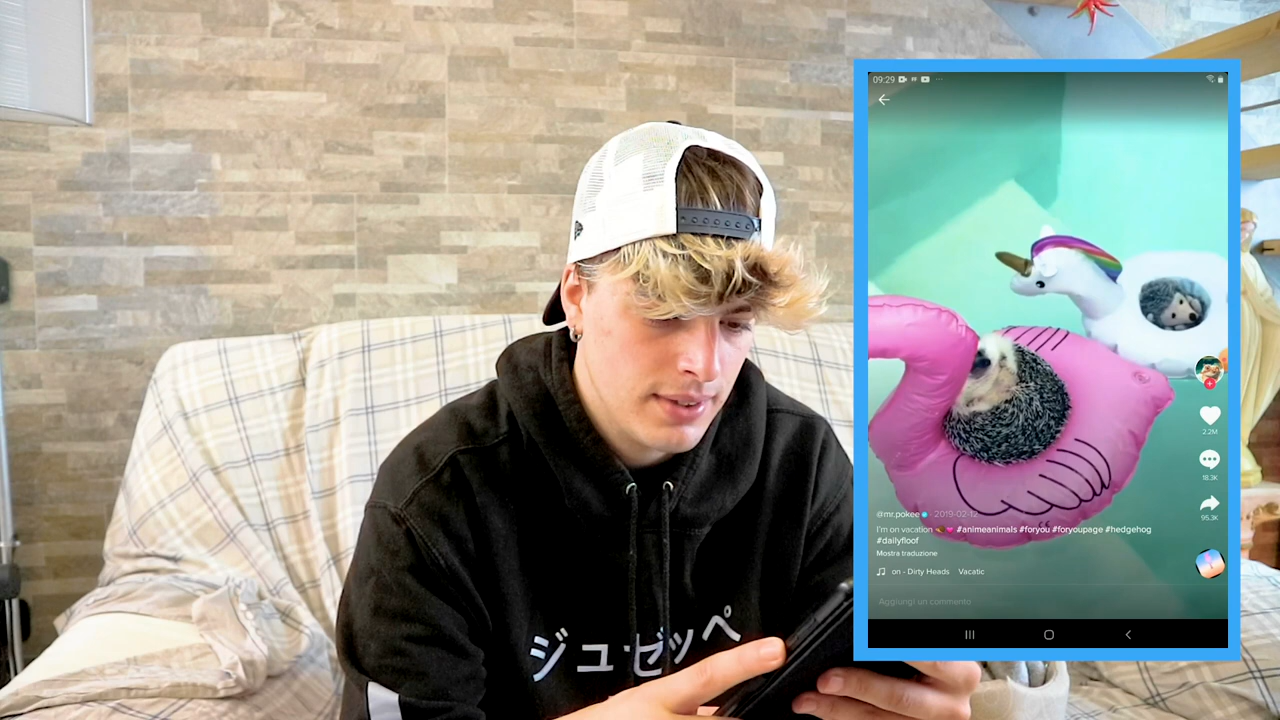 09:29
2.2M
18.3K
95.3K
@mr.pokee · 2019-02-12
I'm on vacation #animeanimals #foryou #foryoupage #hedgehog
#dailyfloof
Mostra traduzione
on - Dirty Heads Vacatic
Aggiungi un commento
ジュゼッペ